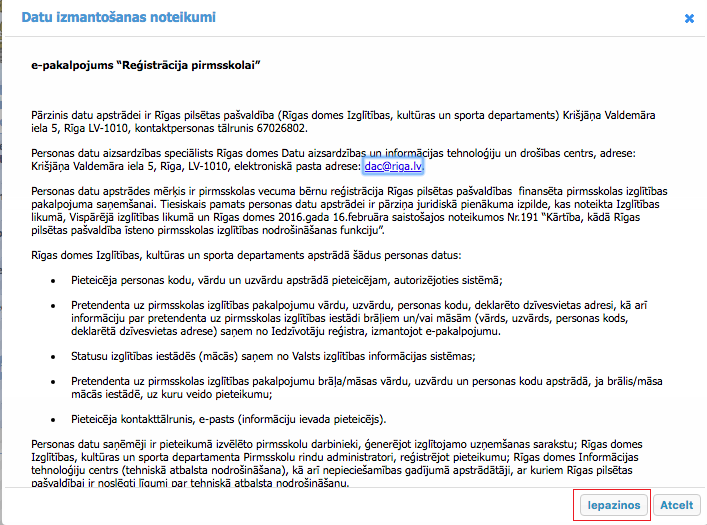 Datu izmantošanas noteikumi
e-pakalpojums “Reģistrācija pirmsskolai”
Pārzinis datu apstrādei ir Rīgas pilsētas pašvaldība (Rīgas domes Izglītības, kultūras un sporta departaments) Krišjāņa Valdemāra
iela 5, Rīga LV-1010, kontaktpersonas tālrunis 67026802.
Personas datu aizsardzības speciālists Rīgas domes Datu aizsardzības un informācijas tehnoloģiju un drošības centrs, adrese:
Krišjāņa Valdemāra iela 5, Rīga, LV-1010, elektroniskā pasta adrese: dac@riga.lv.
Personas datu apstrādes mērķis ir pirmsskolas vecuma bērnu reģistrācija Rīgas pilsētas pašvaldības finansēta pirmsskolas izglītības
pakalpojuma saņemšanai. Tiesiskais pamats personas datu apstrādei ir pārziņa juridiskā pienākuma izpilde, kas noteikta Izglītības
likumā, Vispārējā izglītības likumā un Rīgas domes 2016.gada 16.februāra saistošajos noteikumos Nr.191 “Kārtība, kādā Rīgas
pilsētas pašvaldība īsteno pirmsskolas izglītības nodrošināšanas funkciju”.
Rīgas domes Izglītības, kultūras un sporta departaments apstrādā šādus personas datus:
• Pieteicēja personas kodu, vārdu un uzvārdu apstrādā pieteicējam, autorizējoties sistēmā;
• Pretendenta uz pirmsskolas izglītības pakalpojumu vārdu, uzvārdu, personas kodu, deklarēto dzīvesvietas adresi, kā arī
informāciju par pretendenta uz pirmsskolas izglītības iestādi brāļiem un/vai māsām (vārds, uzvārds, personas kods,
deklarētā dzīvesvietas adrese) saņem no Iedzīvotāju reģistra, izmantojot e-pakalpojumu.
• Statusu izglītības iestādēs (mācās) saņem no Valsts izglītības informācijas sistēmas;
• Pretendenta uz pirmsskolas izglītības pakalpojumu brāļa/māsas vārdu, uzvārdu un personas kodu apstrādā, ja brālis/māsa
mācās iestādē, uz kuru veido pieteikumu;
• Pieteicēja kontakttālrunis, e-pasts (informāciju ievada pieteicējs).
Personas datu saņēmēji ir pieteikumā izvēlēto pirmsskolu darbinieki, ģenerējot izglītojamo uzņemšanas sarakstu; Rīgas domes
Izglītības, kultūras un sporta departamenta Pirmsskolu rindu administratori, reģistrējot pieteikumu; Rīgas domes Informācijas
tehnoloģiju centrs (tehniskā atbalsta nodrošināšana), kā arī nepieciešamības gadījumā apstrādātāji, ar kuriem Rīgas pilsētas
pašvaldībai ir noslēgti līgumi par tehniskā atbalsta nodrošināšanu.
Iepazinos Atcelt